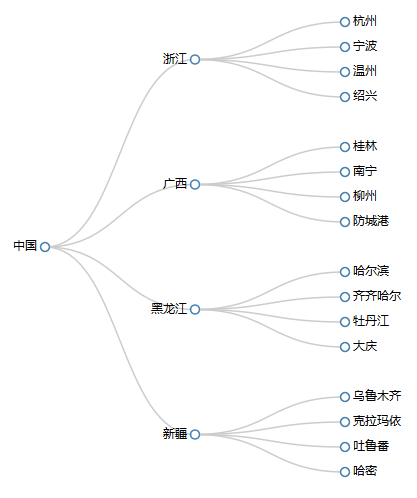 中国
浙江
杭州
宁波
温州
绍兴
广西
桂林
南宁
柳州
防城港
黑龙江
哈尔滨
齐齐哈尔
牡丹江
大庆
新疆
乌鲁木齐
克拉玛依
吐鲁番
哈密